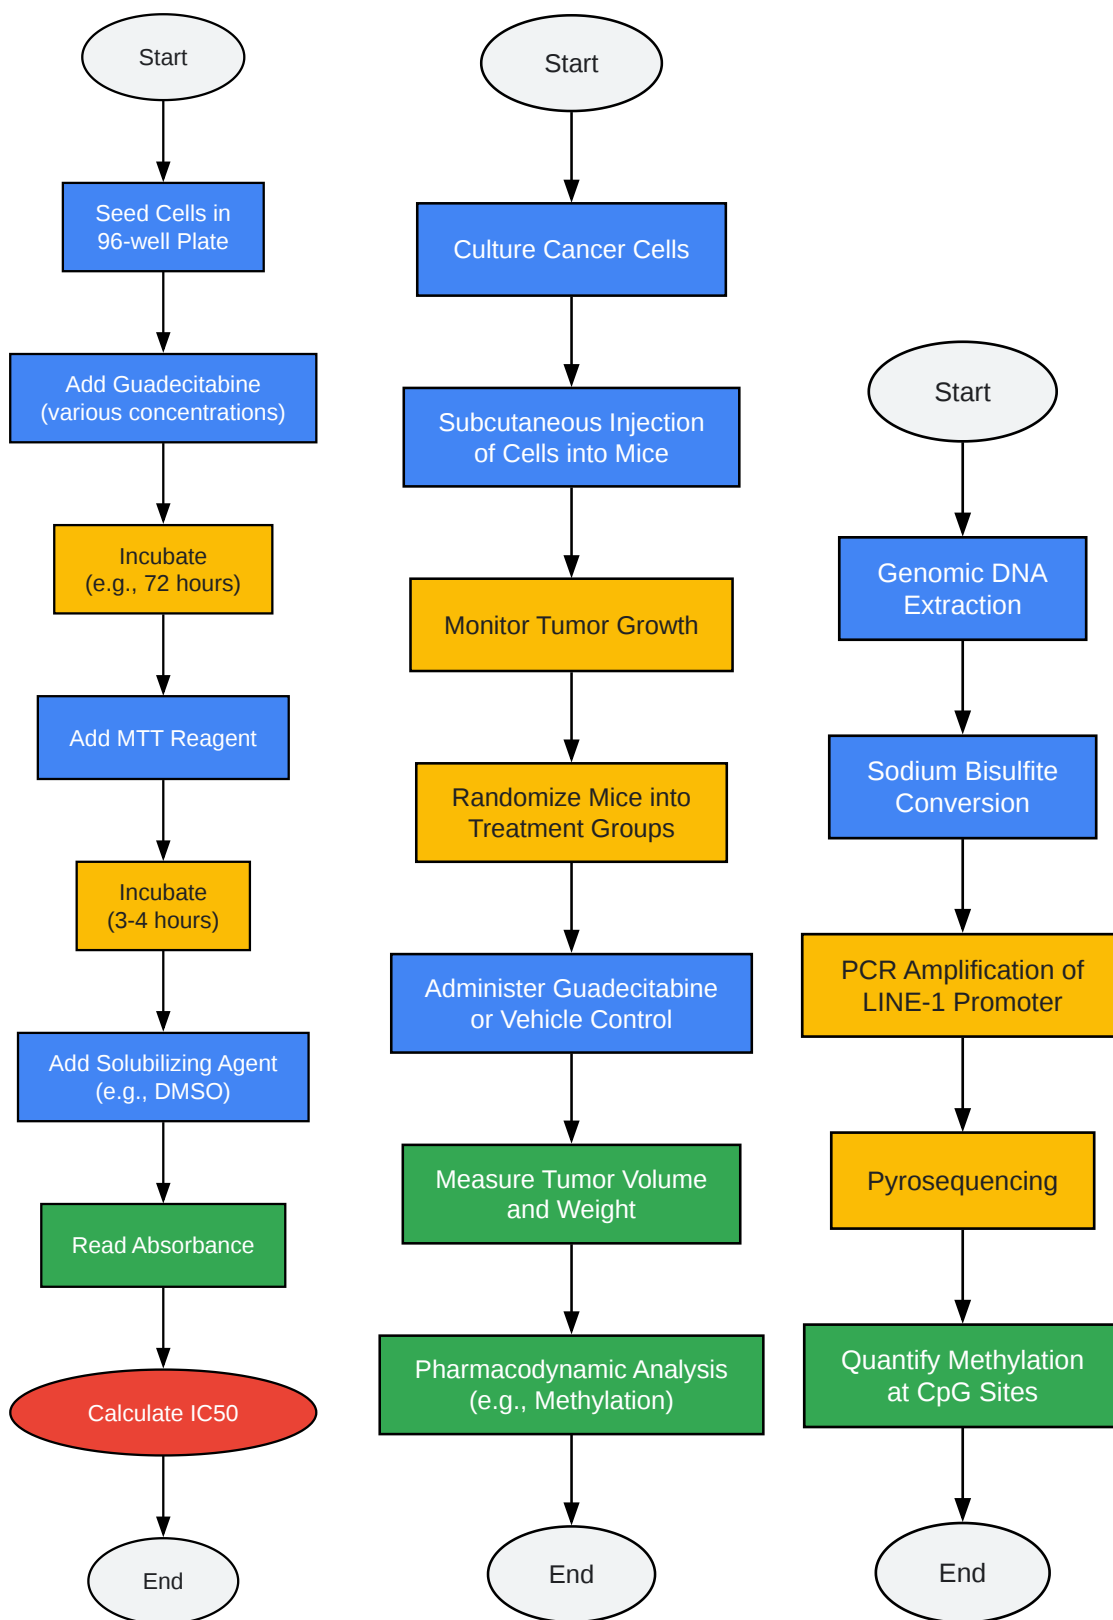 Start
Seed Cells in
96-well Plate
Add Guadecitabine
(various concentrations)
Incubate
(e.g., 72 hours)
Add MTT Reagent
Incubate
(3-4 hours)
Add Solubilizing Agent
(e.g., DMSO)
Read Absorbance
Calculate IC50
End
Start
Culture Cancer Cells
Subcutaneous Injection
of Cells into Mice
Monitor Tumor Growth
Randomize Mice into
Treatment Groups
Administer Guadecitabine
or Vehicle Control
Measure Tumor Volume
and Weight
Pharmacodynamic Analysis
(e.g., Methylation)
End
Start
Genomic DNA
Extraction
Sodium Bisulfite
Conversion
PCR Amplification of
LINE-1 Promoter
Pyrosequencing
Quantify Methylation
at CpG Sites
End